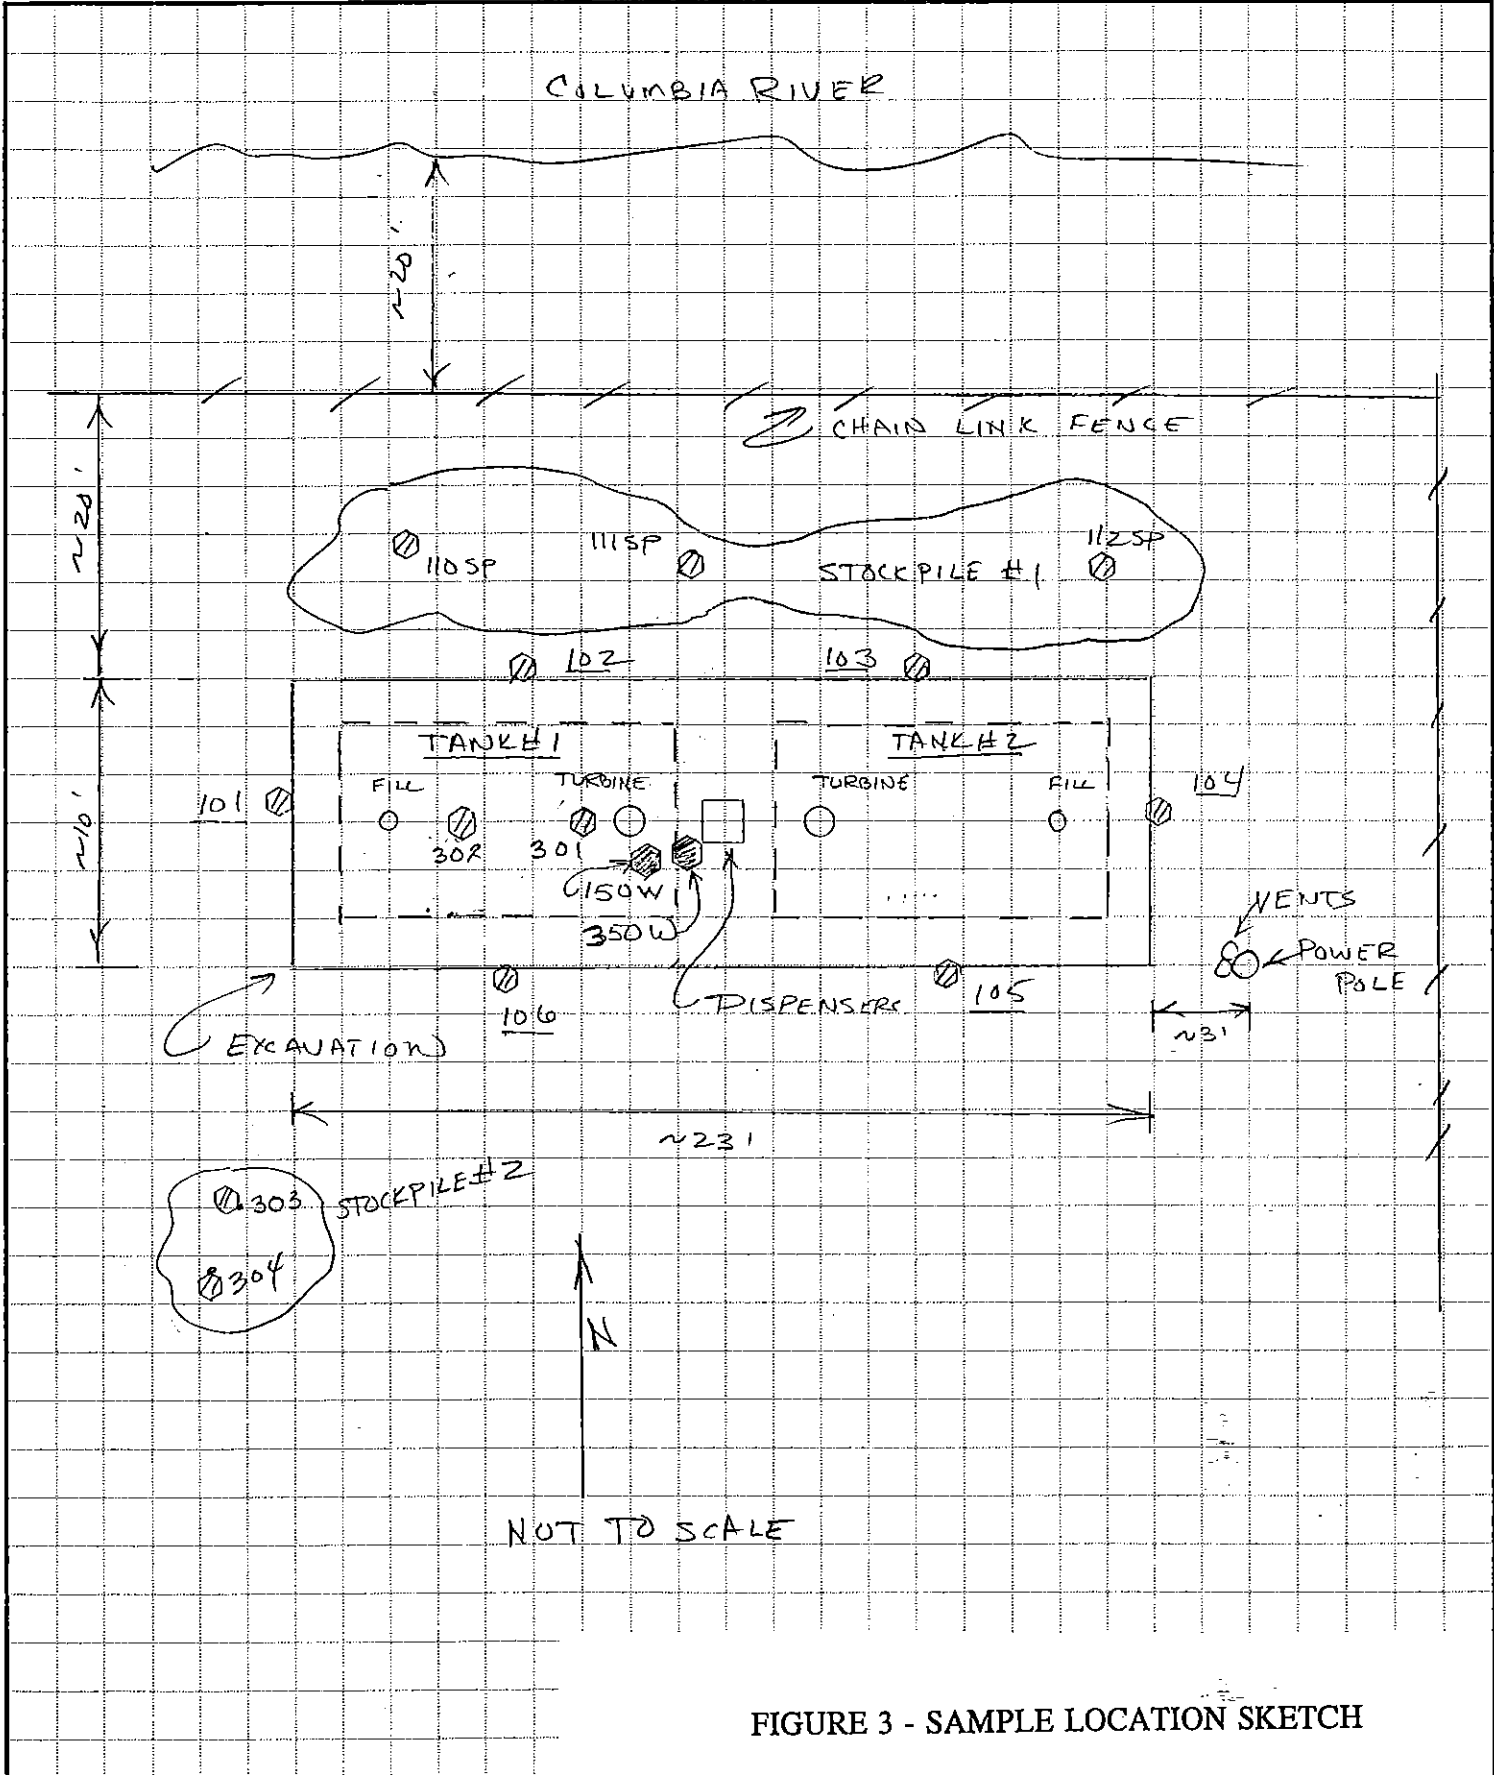 COLUMBIA RIVER
~20'
CHAIN LINK FENCE
~20'
110SP
111SP
112SP
STOCKPILE #1
102
103
TANK #1
TANK #2
FILL
TURBINE
TURBINE
FILL
101
104
302
301
150W
350W
~10'
VENTS
POWER
POLE
106
DISPENSERS
105
~3'
EXCAVATION
~23'
303
STOCKPILE #2
304
N
NOT TO SCALE
FIGURE 3 - SAMPLE LOCATION SKETCH